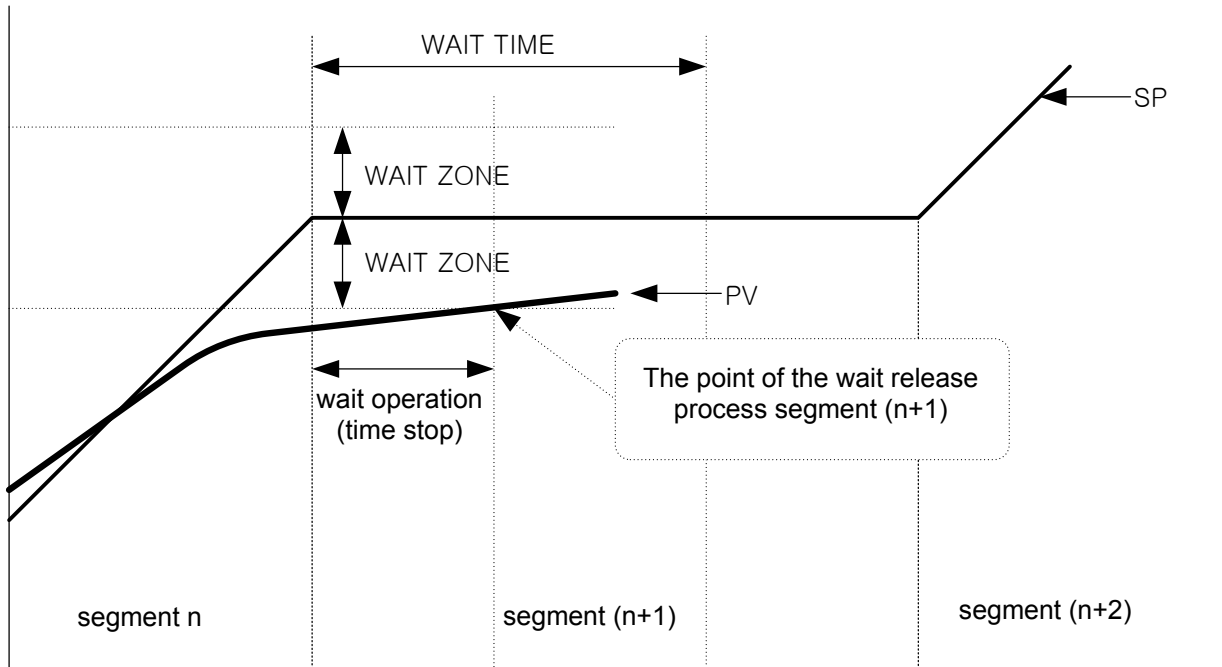 WAIT TIME
SP
WAIT ZONE
WAIT ZONE
PV
The point of the wait release
process segment (n+1)
wait operation
(time stop)
segment n
segment (n+1)
segment (n+2)